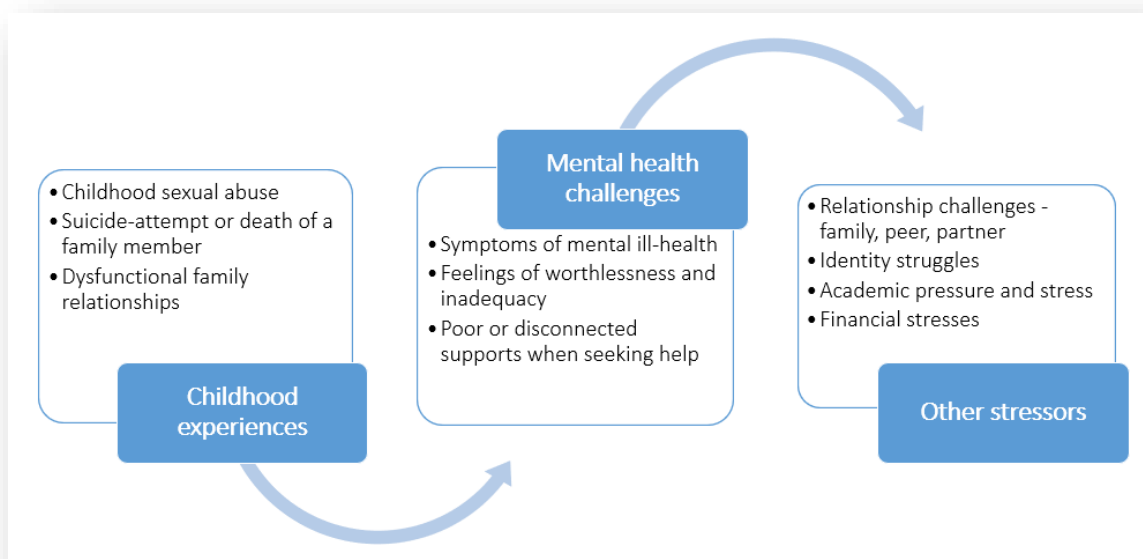 • Childhood sexual abuse
• Suicide-attempt or death of a
family member
• Dysfunctional family
relationships
Childhood
experiences
Mental health
challenges
• Symptoms of mental ill-health
• Feelings of worthlessness and
inadequacy
• Poor or disconnected
supports when seeking help
• Relationship challenges -
family, peer, partner
• Identity struggles
• Academic pressure and stress
• Financial stresses
Other stressors